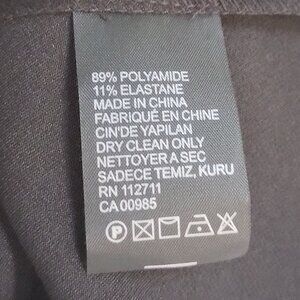 89% POLYAMIDE
11% ELASTANE
MADE IN CHINA
FABRIQUÉ EN CHINE
CIN'DE YAPILAN
DRY CLEAN ONLY
NETTOYER A SEC
SADECE TEMIZ, KURU
RN 112711
CA 00985
P